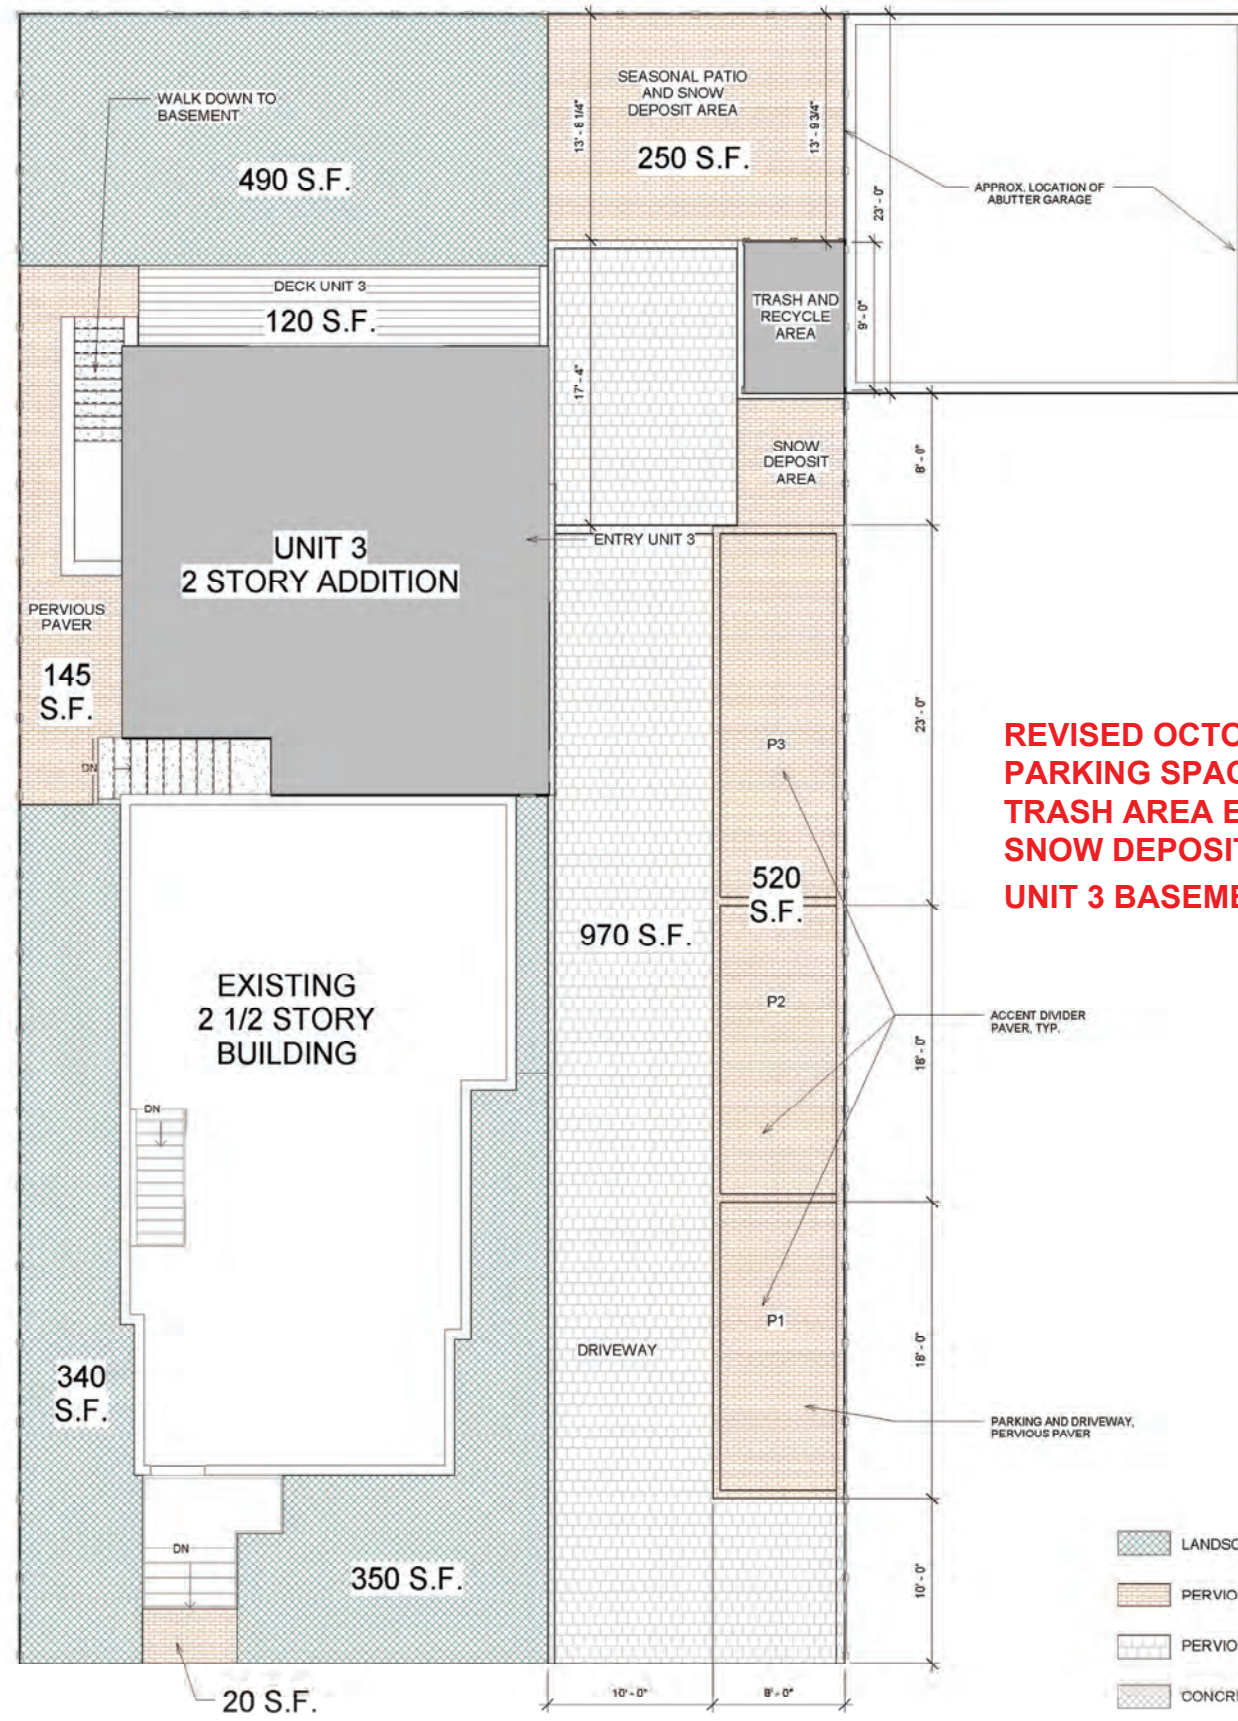 WALK DOWN TO
BASEMENT
490 S.F.
SEASONAL PATIO
AND SNOW
DEPOSIT AREA
250 S.F.
13' - 8 1/4"
13' - 9 3/4"
23' - 0"
APPROX. LOCATION OF
ABUTTER GARAGE
DECK UNIT 3
120 S.F.
TRASH AND
RECYCLE
AREA
9' - 0"
17' - 4"
SNOW
DEPOSIT
AREA
8' - 0"
UNIT 3
2 STORY ADDITION
ENTRY UNIT 3
PERVIOUS
PAVER
145
S.F.
DN
P3
23' - 0"
REVISED OCTO
PARKING SPAC
TRASH AREA E
SNOW DEPOSIT
UNIT 3 BASEME
520
S.F.
970 S.F.
EXISTING
2 1/2 STORY
BUILDING
P2
ACCENT DIVIDER
PAVER, TYP.
18' - 0"
DN
P1
DRIVEWAY
18' - 0"
340
S.F.
PARKING AND DRIVEWAY,
PERVIOUS PAVER
DN
350 S.F.
10' - 0"
20 S.F.
10' - 0"
8' - 0"
LANDSC
PERVIO
PERVIO
CONCRE